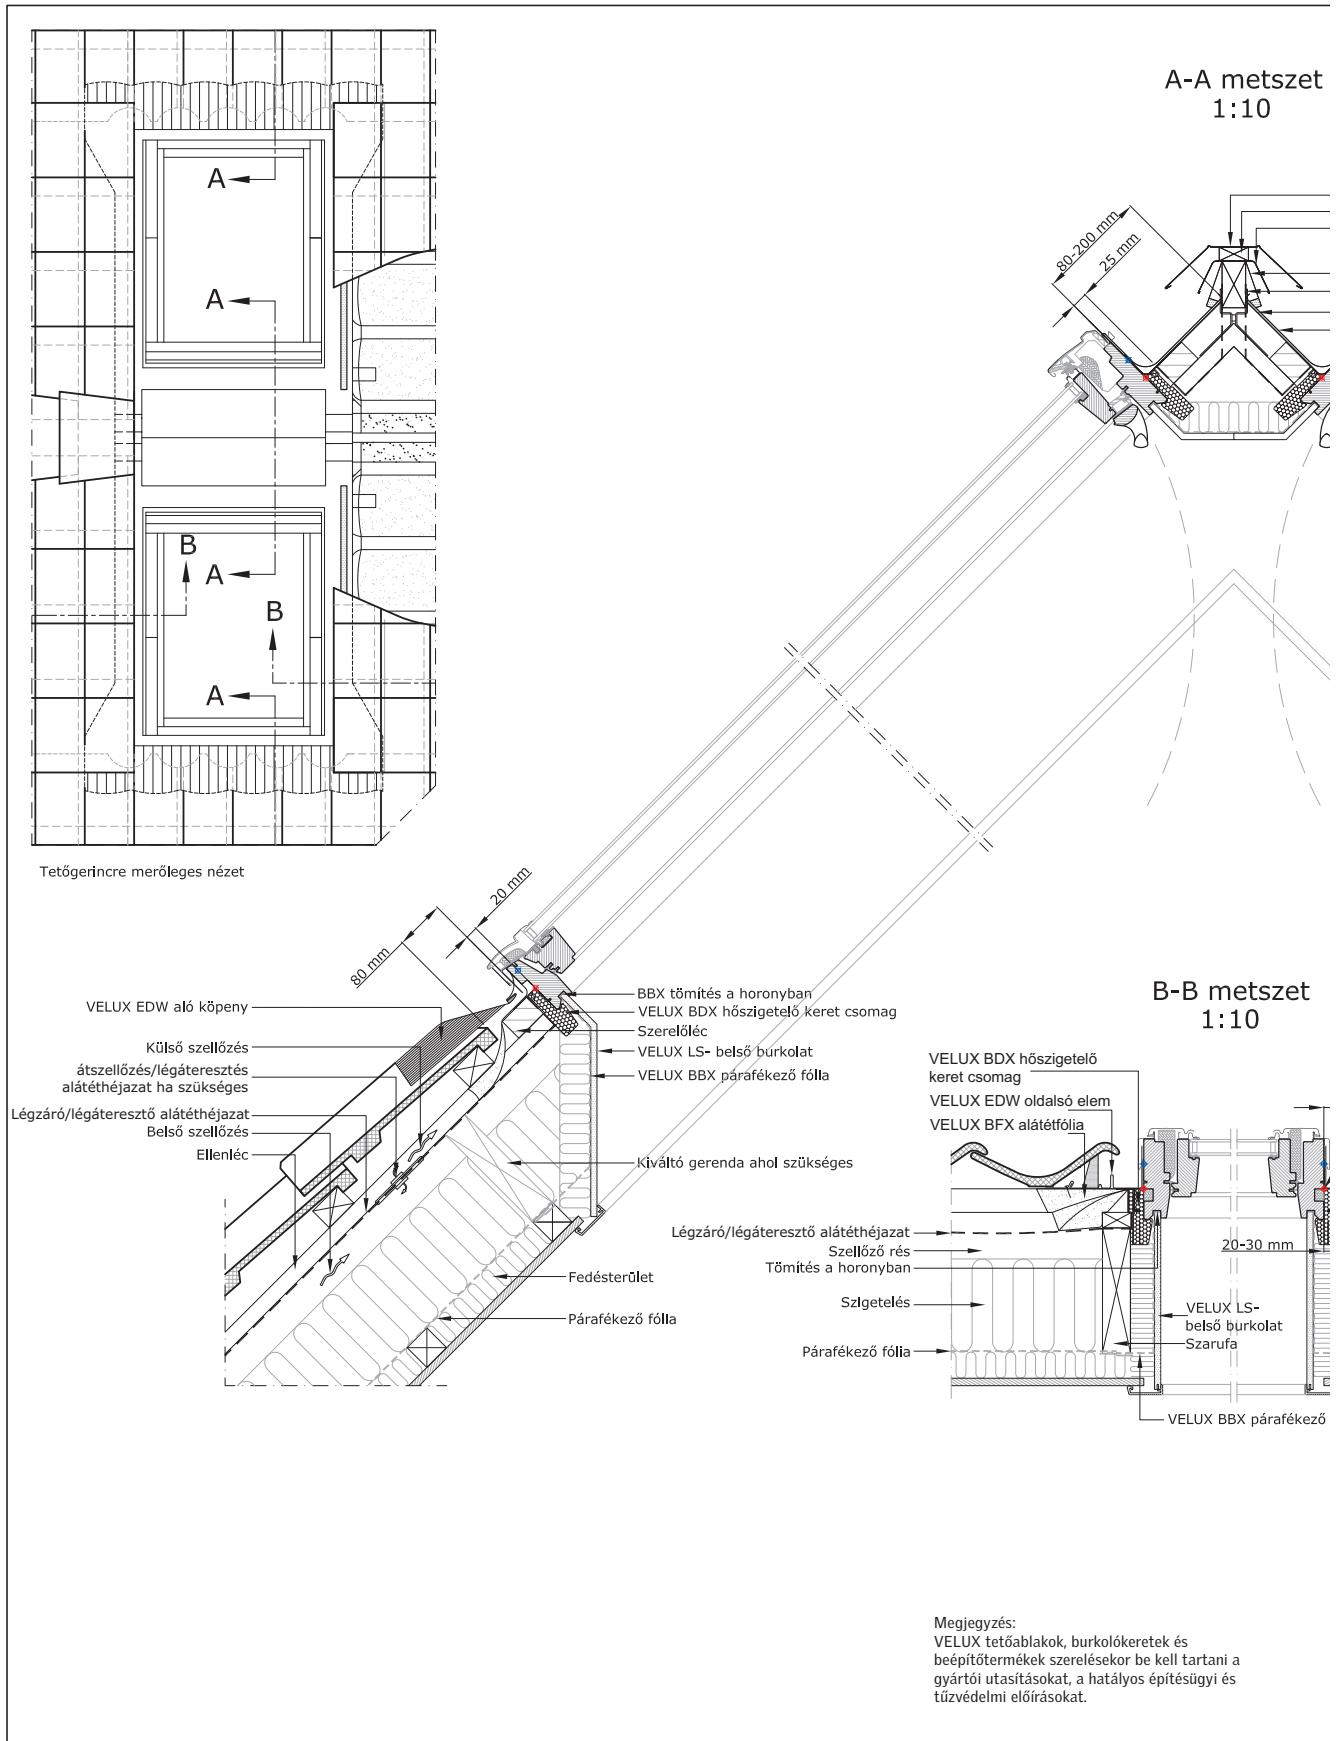 A-A metszet
1:10
80-200 mm
25 mm
A
A
B
A
B
A
Tetőgerincre merőleges nézet
20 mm
80 mm
VELUX EDW aló köpeny
Külső szellőzés
átszellőzés/légáteresztés
alátéthéjazat ha szükséges
Légzáró/légáteresztő alátéthéjazat
Belső szellőzés
Ellenléc
BBX tömítés a horonyban
VELUX BDX hőszigetelő keret csomag
Szerelőléc
VELUX LS- belső burkolat
VELUX BBX párafékező fólla
Kiváltó gerenda ahol szükséges
Fedésterület
Párafékező fólla
B-B metszet
1:10
VELUX BDX hőszigetelő
keret csomag
VELUX EDW oldalsó elem
VELUX BFX alátétfólia
Légzáró/légáteresztő alátéthéjazat
Szellőző rés
Tömítés a horonyban
20-30 mm
Szigetelés
VELUX LS-
belső burkolat
Szarufa
Párafékező fólia
VELUX BBX párafékező
Megjegyzés:
VELUX tetőablakok, burkolókeretek és
beépítőtermékek szerelésekor be kell tartani a
gyártói utasításokat, a hatályos építésügyi és
tűzvédelmi előírásokat.